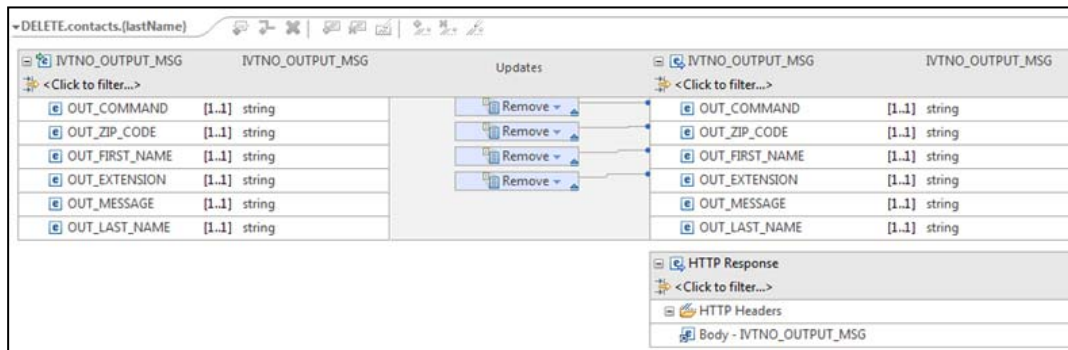 DELETE.contacts.{lastName}
IVTNO_OUTPUT_MSG IVTNO_OUTPUT_MSG Updates IVTNO_OUTPUT_MSG IVTNO_OUTPUT_MSG
<Click to filter...> <Click to filter...>
OUT_COMMAND [1..1] string Remove OUT_COMMAND [1..1] string
OUT_ZIP_CODE [1..1] string Remove OUT_ZIP_CODE [1..1] string
OUT_FIRST_NAME [1..1] string Remove OUT_FIRST_NAME [1..1] string
OUT_EXTENSION [1..1] string Remove OUT_EXTENSION [1..1] string
OUT_MESSAGE [1..1] string OUT_MESSAGE [1..1] string
OUT_LAST_NAME [1..1] string OUT_LAST_NAME [1..1] string
HTTP Response
<Click to filter...>
HTTP Headers
Body - IVTNO_OUTPUT_MSG